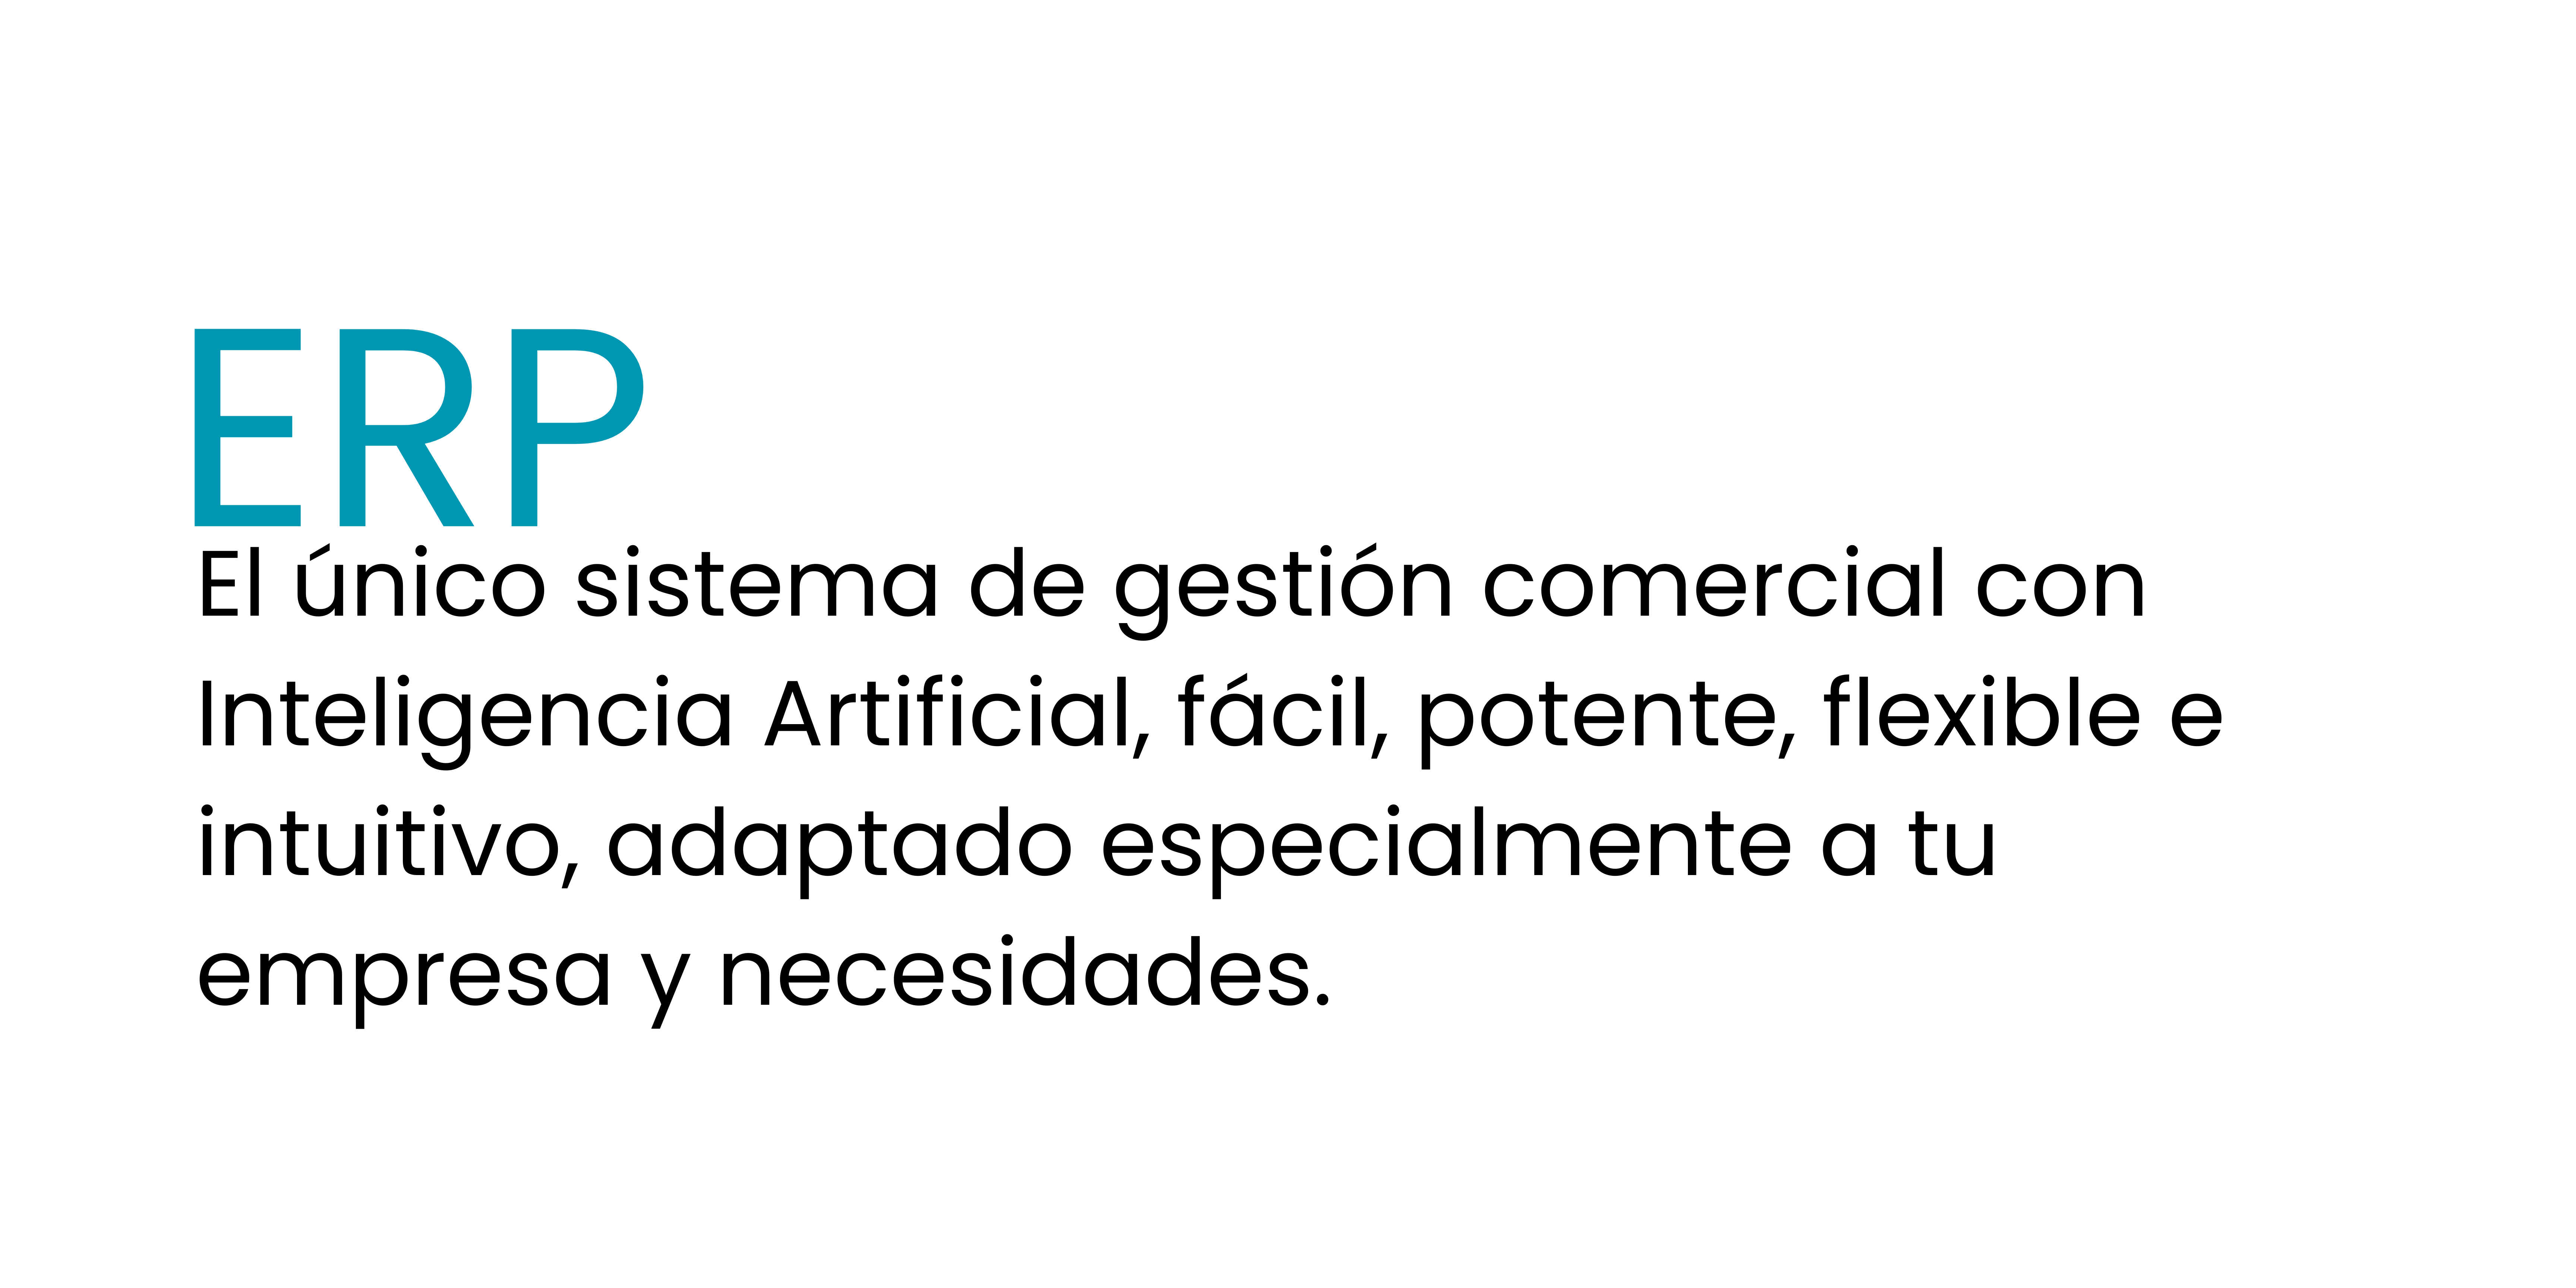 ERP
El único sistema de gestión comercial con
Inteligencia Artificial, fácil, potente, flexible e
intuitivo, adaptado especialmente a tu
empresa y necesidades.